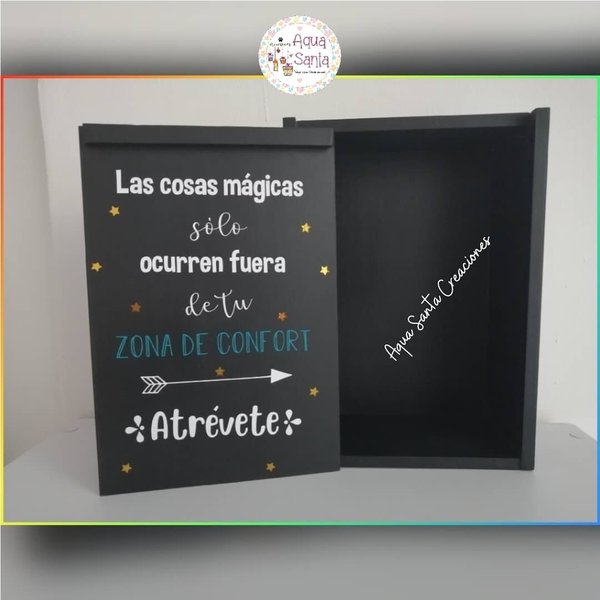 Aqua
Santa
Las cosas mágicas
sólo
ocurren fuera
de tu
ZONA DE CONFORT
Atrévete
Aqua Santa Creaciones